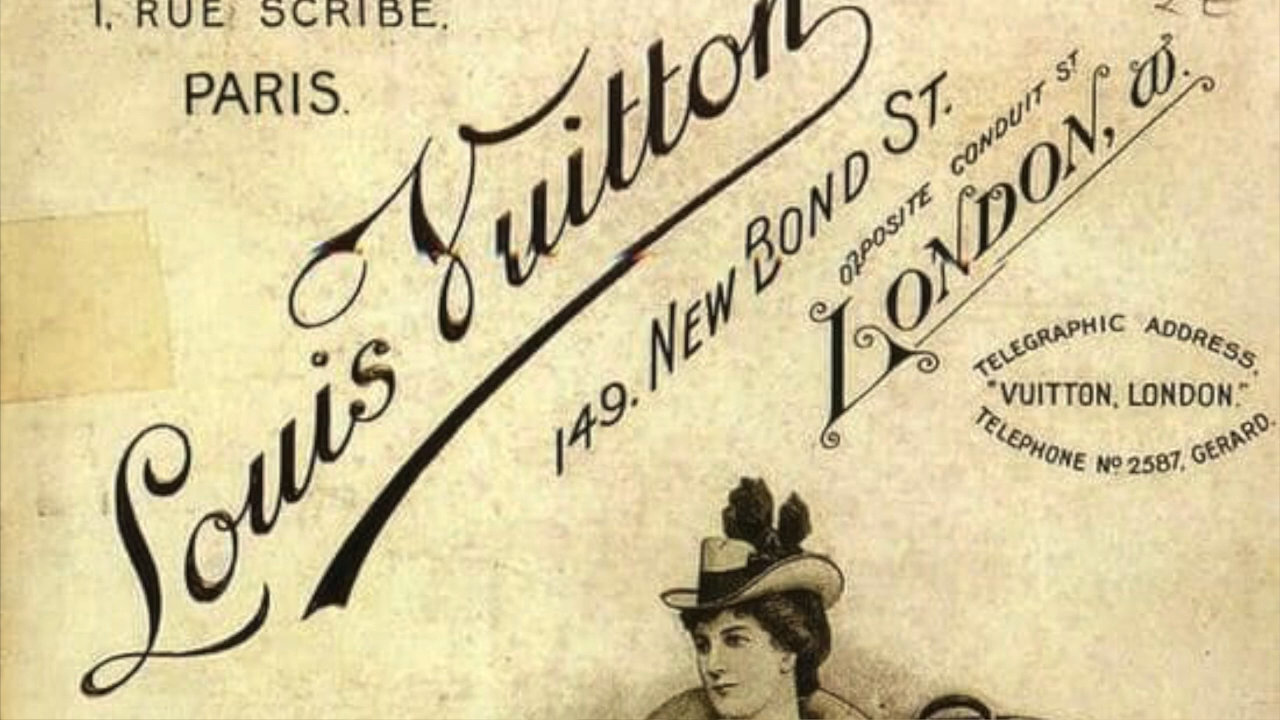 1, RUE SCRIBE,
PARIS.
Louis Vuitton
149. NEW BOND ST.
OPPOSITE CONDUIT ST
LONDON, W.
TELEGRAPHIC ADDRESS,
"VUITTON, LONDON."
TELEPHONE No 2587, GERARD.